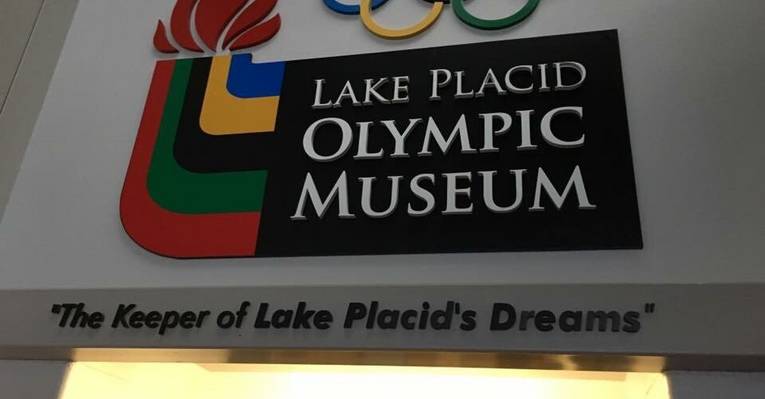 LAKE PLACID
OLYMPIC
MUSEUM
"The Keeper of Lake Placid's Dreams"